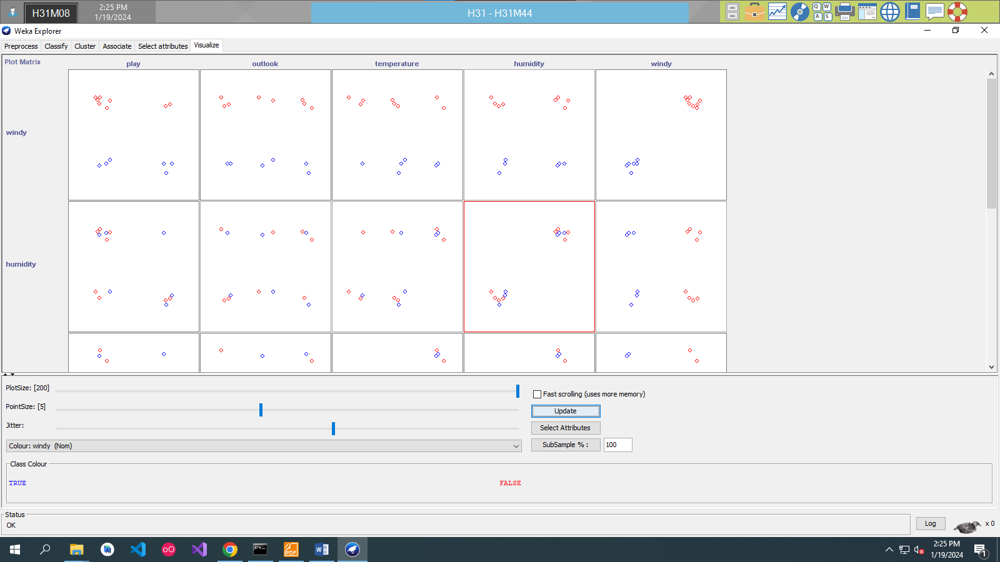 H31M08
2:25 PM
1/19/2024
H31 - H31M44
Q W
A S
Weka Explorer
Preprocess Classify Cluster Associate Select attributes Visualize
Plot Matrix
play outlook temperature humidity windy
windy
humidity
PlotSize: [200]
PointSize: [5]
Jitter:
Fast scrolling (uses more memory)
Update
Select Attributes
Colour: windy (Nom)
SubSample % : 100
Class Colour
TRUE FALSE
Status
OK
Log
x 0
PDF
2:25 PM
1/19/2024
1